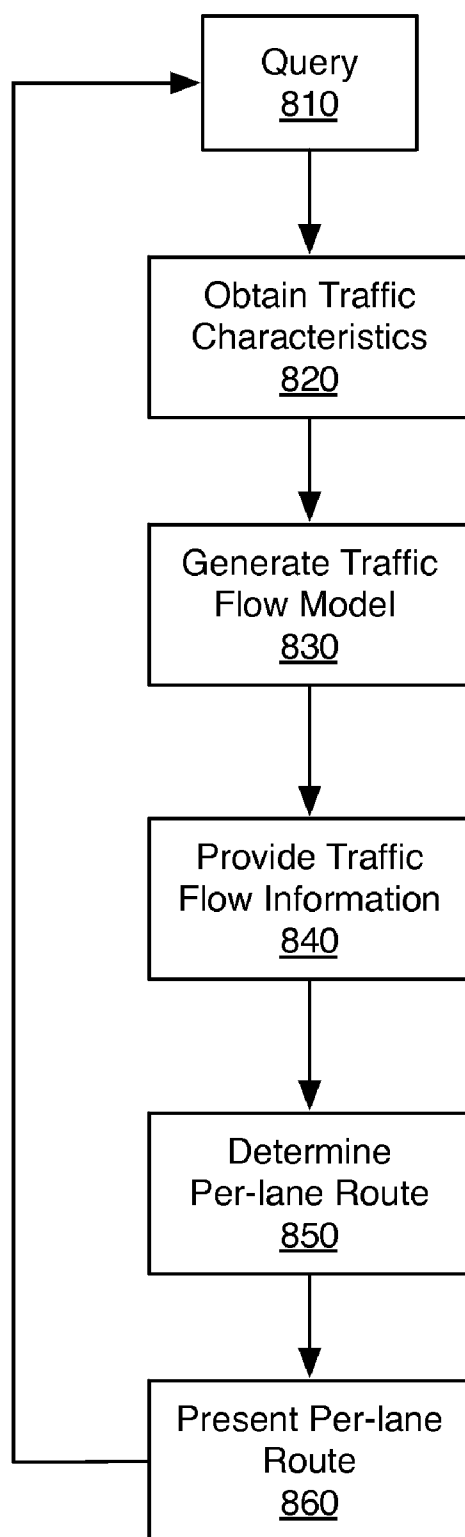 Query
810
Obtain Traffic
Characteristics
820
Generate Traffic
Flow Model
830
Provide Traffic
Flow Information
840
Determine
Per-lane Route
850
Present Per-lane
Route
860